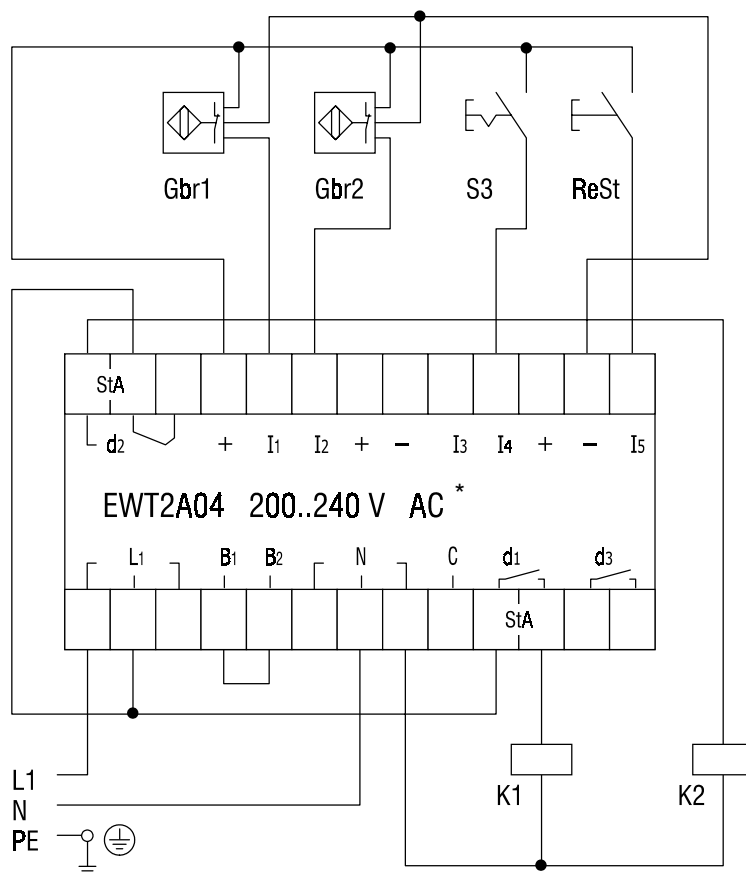 Gbr1 Gbr2 S3 ReSt
StA
d2 + I1 I2 + − I3 I4 + − I5
EWT2A04 200..240 V AC *
L1 B1 B2 N C d1 d3
StA
L1
K1 K2
N
PE